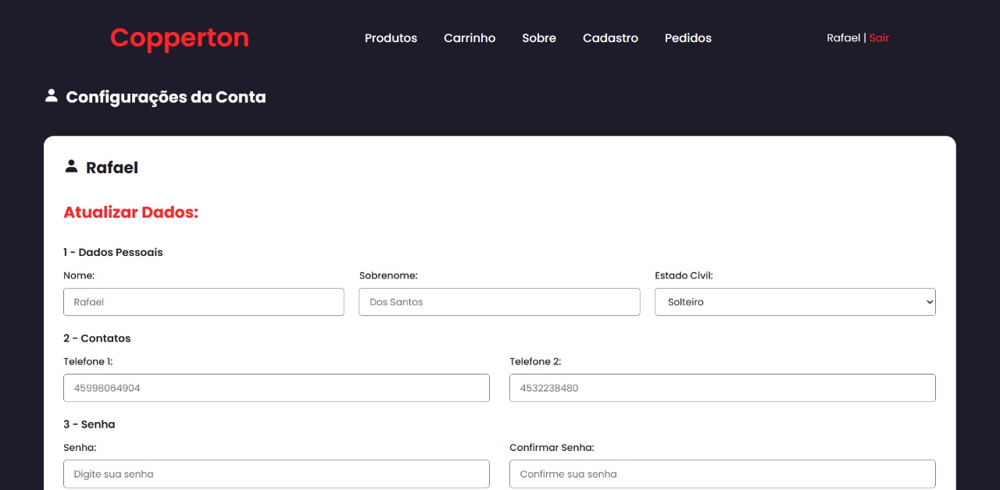 Copperton Produtos Carrinho Sobre Cadastro Pedidos Rafael | Sair
Configurações da Conta
Rafael
Atualizar Dados:
1 - Dados Pessoais
Nome: Sobrenome: Estado Civil:
Rafael Dos Santos Solteiro
2 - Contatos
Telefone 1: Telefone 2:
45998064904 4532238480
3 - Senha
Senha: Confirmar Senha:
Digite sua senha Confirme sua senha